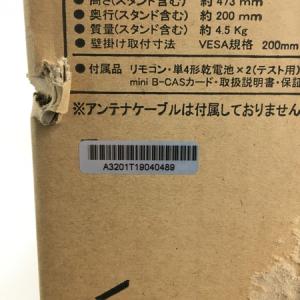 ●高さ(スタンド含む) 約 473 mm
●奥行(スタンド含む) 約 200 mm
●質量(スタンド含む) 約 4.5 Kg
●壁掛け取付寸法 VESA規格 200mm
●付属品 リモコン・単4形乾電池×2(テスト用)
mini B-CASカード・取扱説明書・保証
※アンテナケーブルは付属しておりません
A3201T19040489